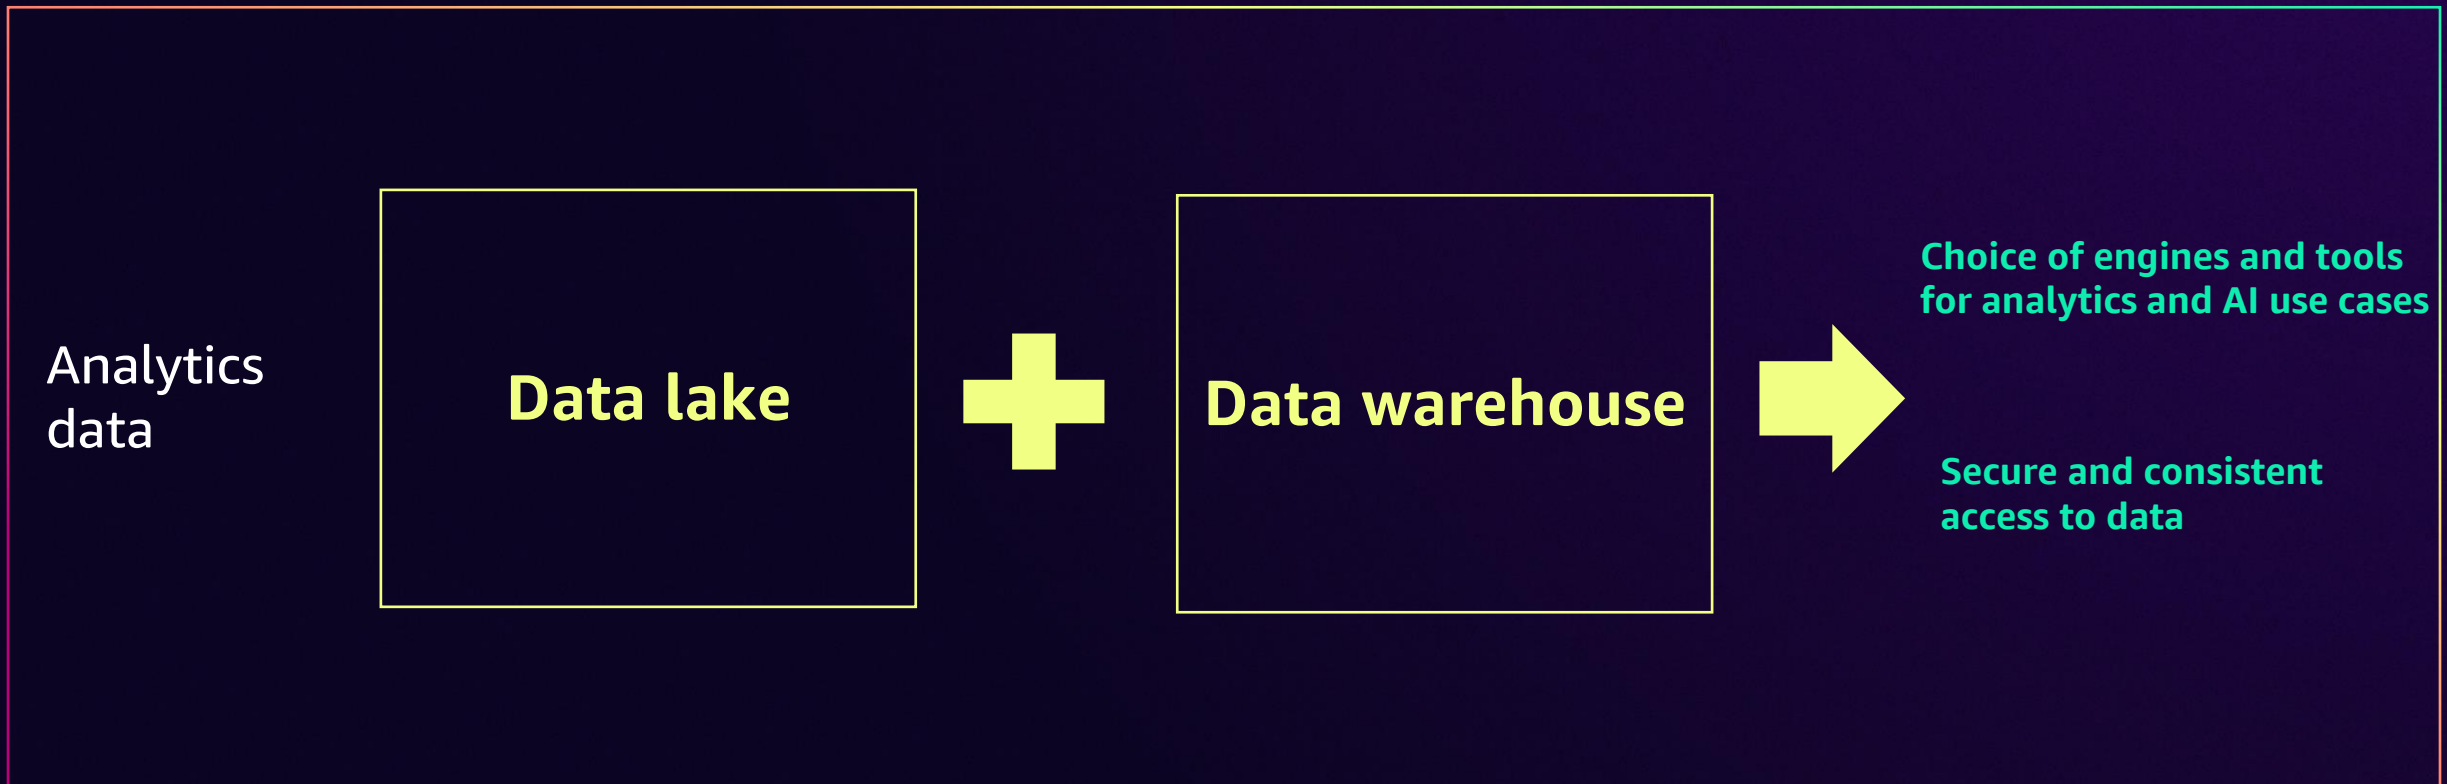 Analytics
data
Data lake
Data warehouse
Choice of engines and tools
for analytics and AI use cases
Secure and consistent
access to data